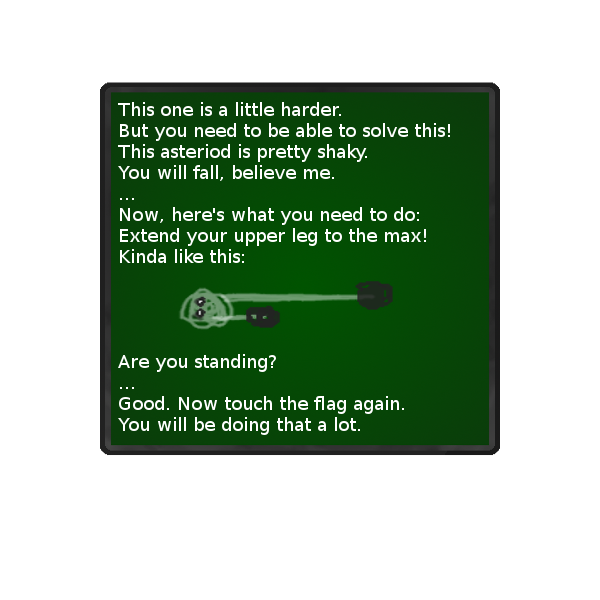 This one is a little harder.
But you need to be able to solve this!
This asteriod is pretty shaky.
You will fall, believe me.
...
Now, here's what you need to do:
Extend your upper leg to the max!
Kinda like this:
Are you standing?
...
Good. Now touch the flag again.
You will be doing that a lot.